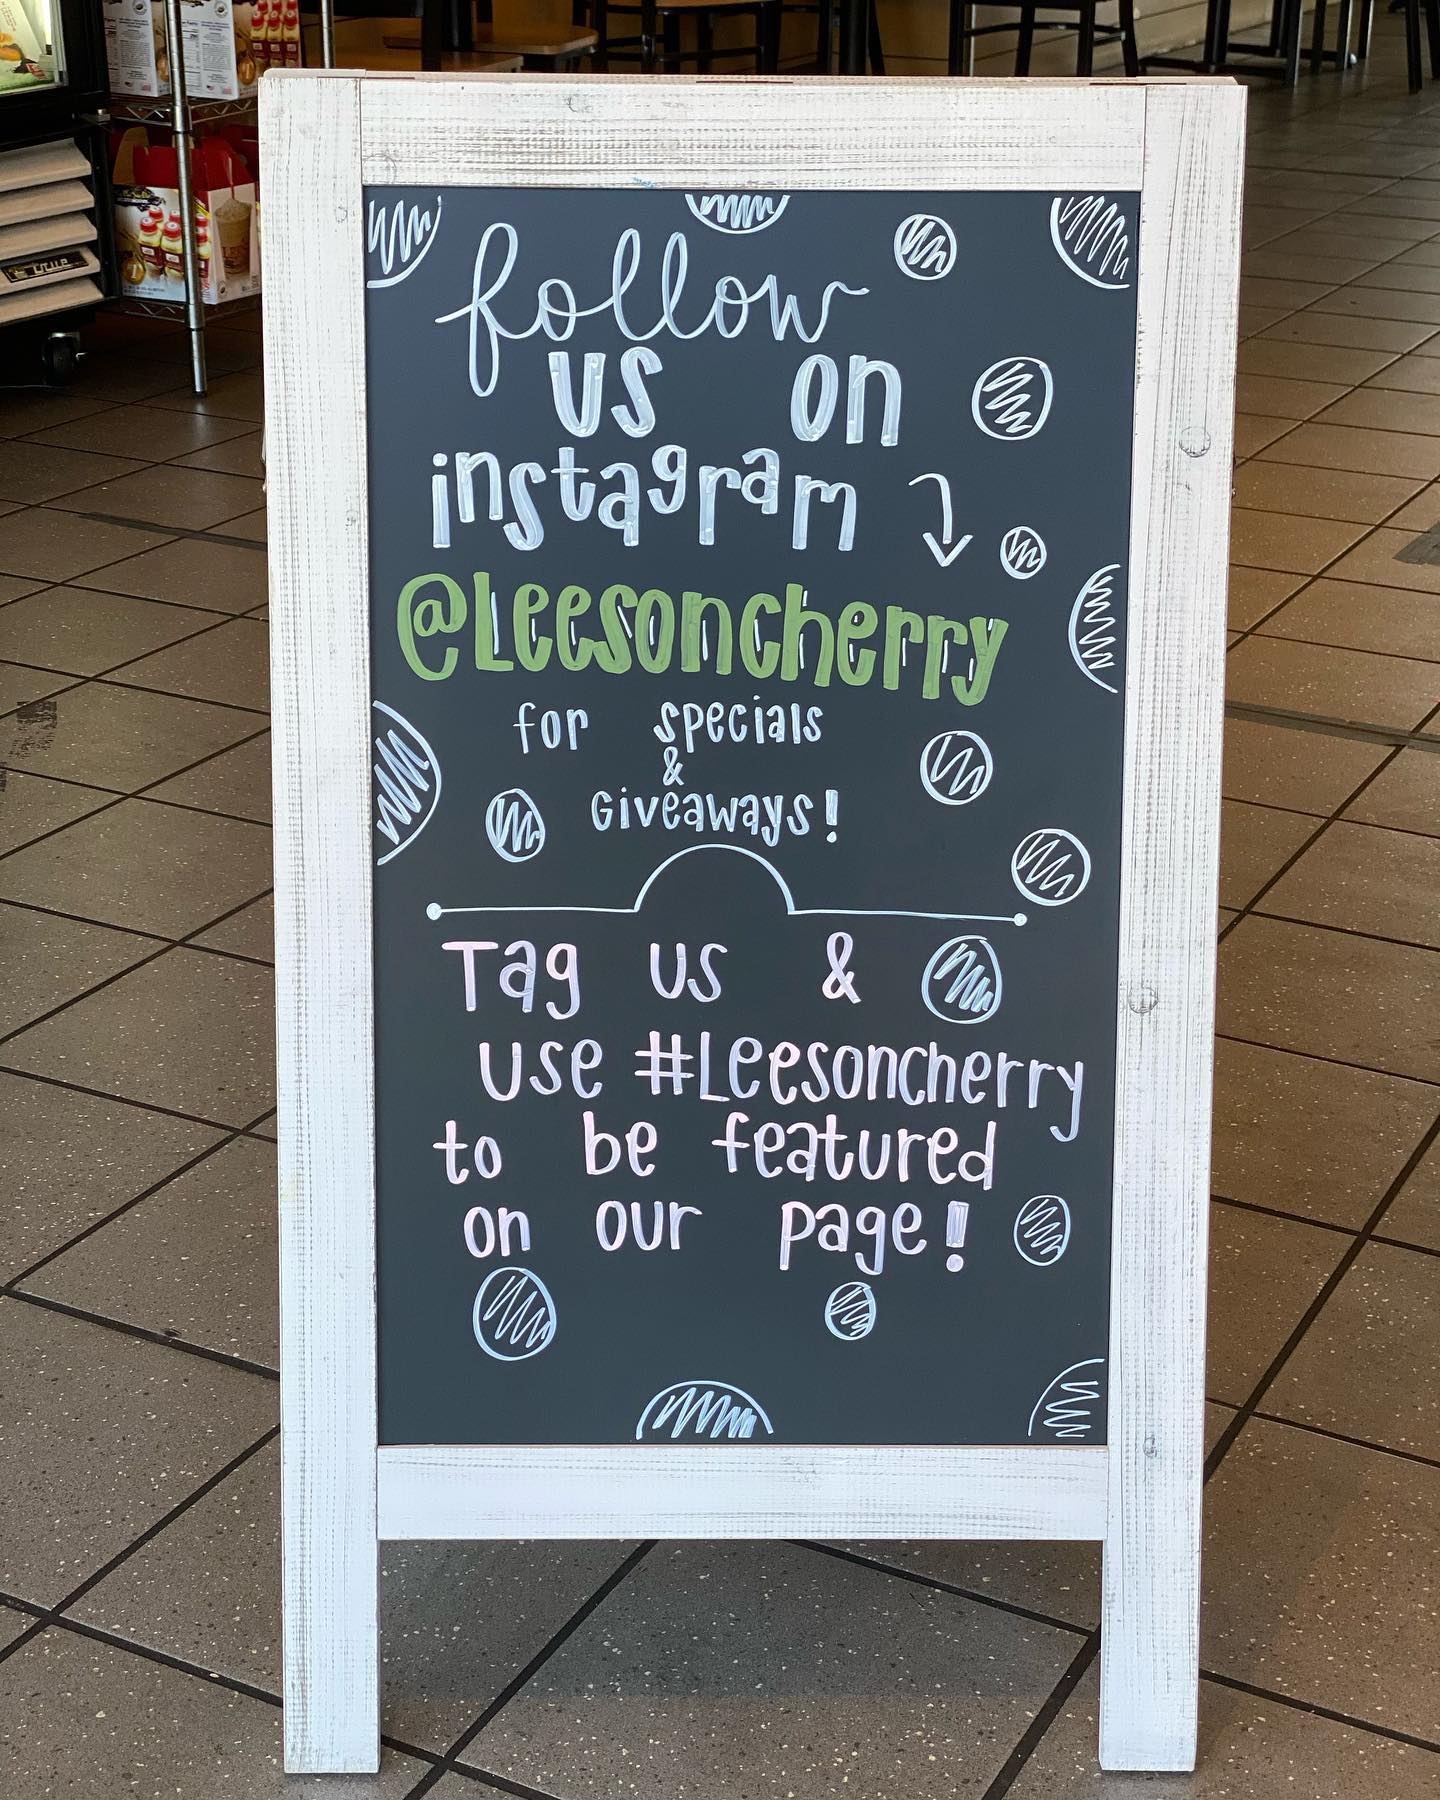 follow
us on
instagram
@Leesoncherry
for specials
&
Giveaways!
Tag us &
use #Leesoncherry
to be featured
on our page!